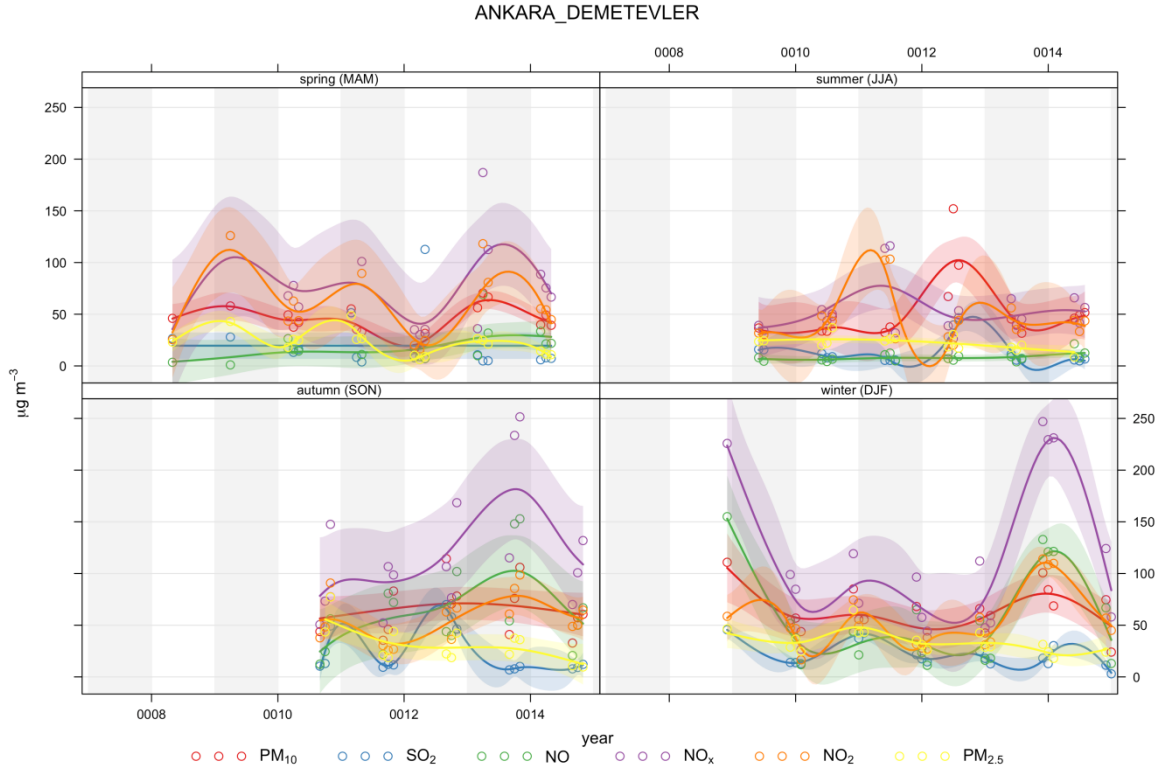 ANKARA_DEMETEVLER
0008 0010 0012 0014
spring (MAM) summer (JJA)
250
200
150
100
50
0
µg m⁻³
autumn (SON) winter (DJF)
250
200
150
100
50
0
0008 0010 0012 0014
year
PM₁₀ SO₂ NO NOₓ NO₂ PM₂.₅